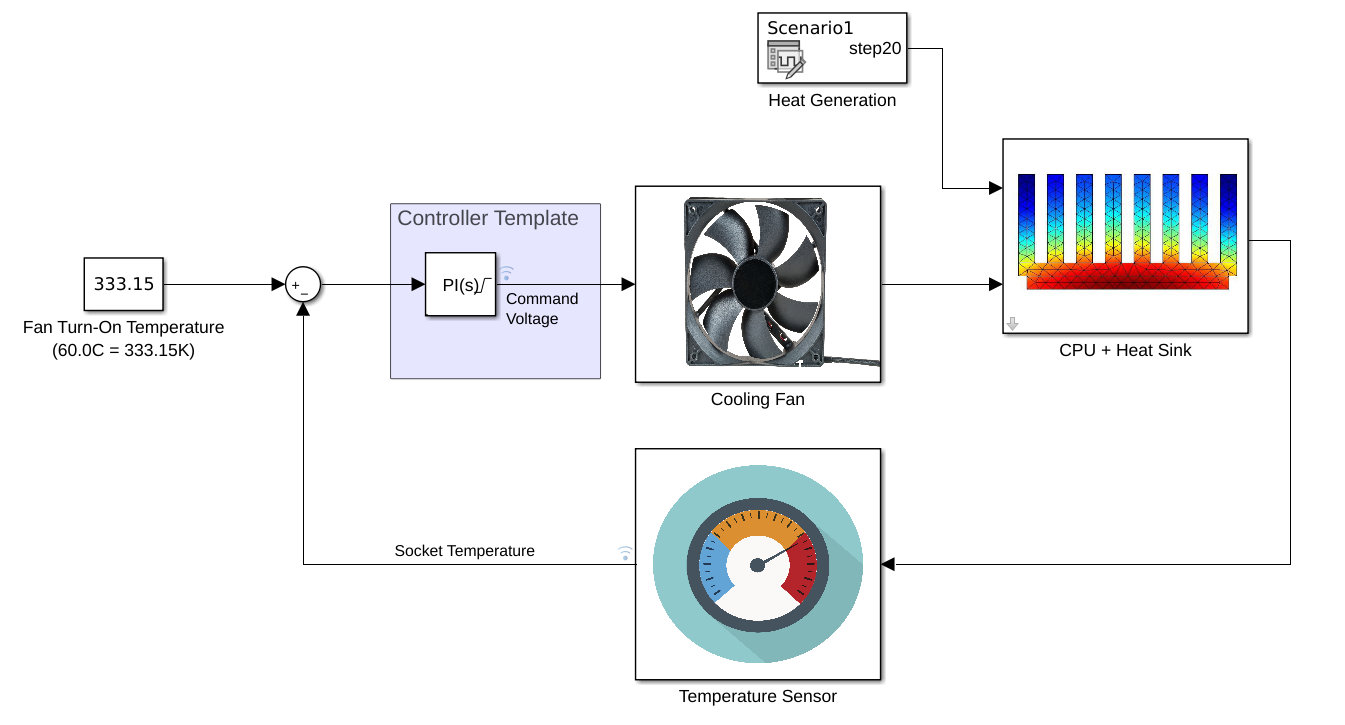 Scenario1
step20
Heat Generation
Controller Template
333.15
+
−
PI(s)
Command
Voltage
Fan Turn-On Temperature
(60.0C = 333.15K)
CPU + Heat Sink
Cooling Fan
Socket Temperature
Temperature Sensor